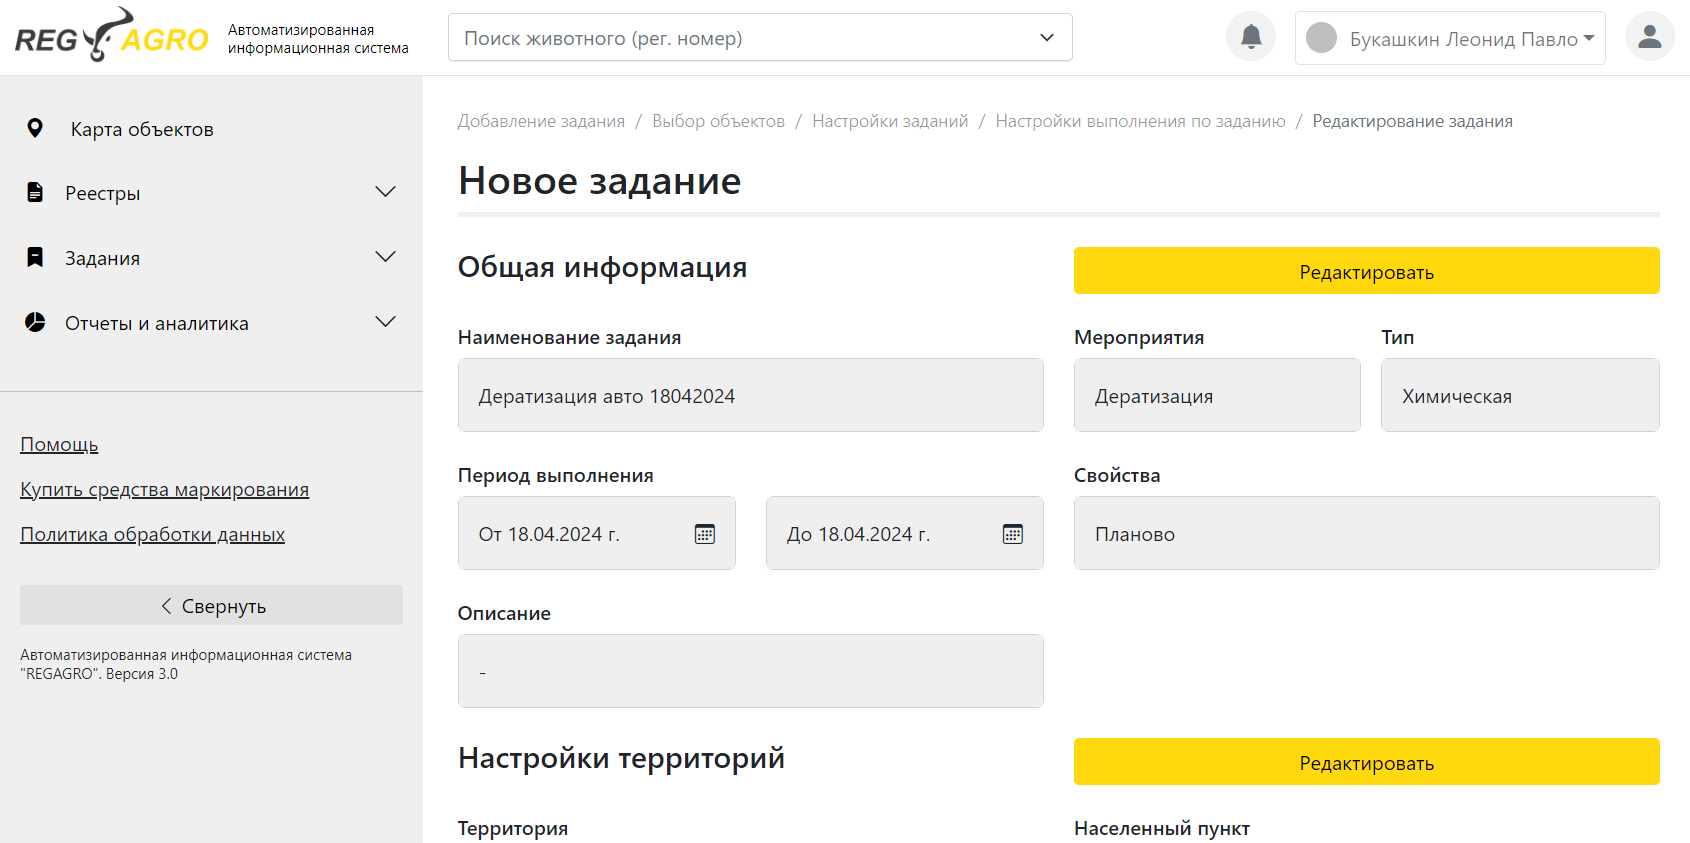 REG AGRO
Автоматизированная
информационная система
Поиск животного (рег. номер)
Букашкин Леонид Павло
Карта объектов
Реестры
Задания
Отчеты и аналитика
Помощь
Купить средства маркирования
Политика обработки данных
Свернуть
Автоматизированная информационная система
"REGAGRO". Версия 3.0
Добавление задания / Выбор объектов / Настройки заданий / Настройки выполнения по заданию / Редактирование задания
Новое задание
Общая информация
Редактировать
Наименование задания
Мероприятия
Тип
Дератизация авто 18042024
Дератизация
Химическая
Период выполнения
Свойства
От 18.04.2024 г.
До 18.04.2024 г.
Планово
Описание
-
Настройки территорий
Редактировать
Территория
Населенный пункт